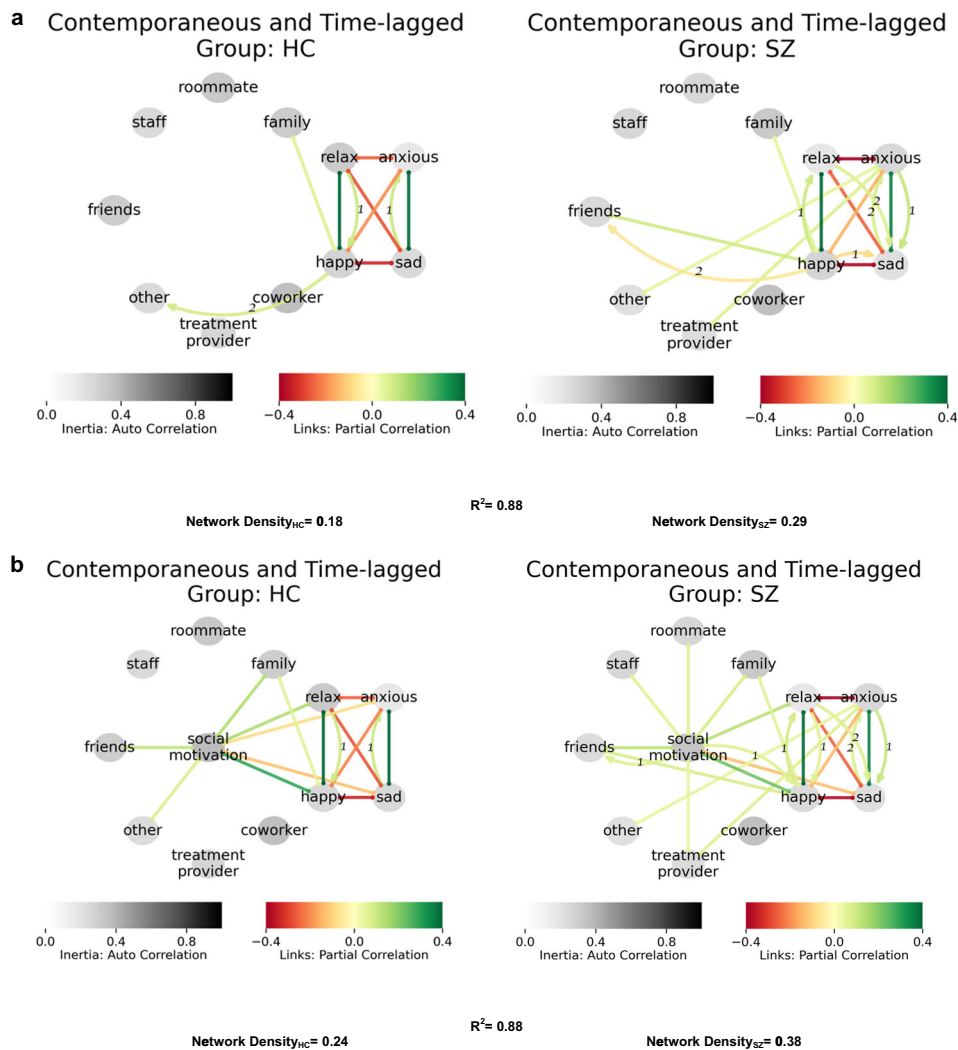 a
Contemporaneous and Time-lagged
Group: HC
roommate
staff
family
relax
anxious
friends
1
1
happy
sad
other
coworker
2
treatment
provider
0.0 0.4 0.8
Inertia: Auto Correlation
−0.4 0.0 0.4
Links: Partial Correlation
Contemporaneous and Time-lagged
Group: SZ
roommate
staff
family
relax
anxious
2
friends
1
2
1
1
happy
sad
2
other
coworker
treatment
provider
0.0 0.4 0.8
Inertia: Auto Correlation
−0.4 0.0 0.4
Links: Partial Correlation
R2= 0.88
Network DensityHC= 0.18
Network DensitySZ= 0.29
b
Contemporaneous and Time-lagged
Group: HC
roommate
staff
family
relax
anxious
friends
social
motivation
1
1
happy
sad
other
coworker
treatment
provider
0.0 0.4 0.8
Inertia: Auto Correlation
−0.4 0.0 0.4
Links: Partial Correlation
Contemporaneous and Time-lagged
Group: SZ
roommate
staff
family
relax
anxious
2
friends
social
motivation
1
1
1
2
1
1
happy
sad
other
coworker
treatment
provider
0.0 0.4 0.8
Inertia: Auto Correlation
−0.4 0.0 0.4
Links: Partial Correlation
R2= 0.88
Network DensityHC= 0.24
Network DensitySZ= 0.38